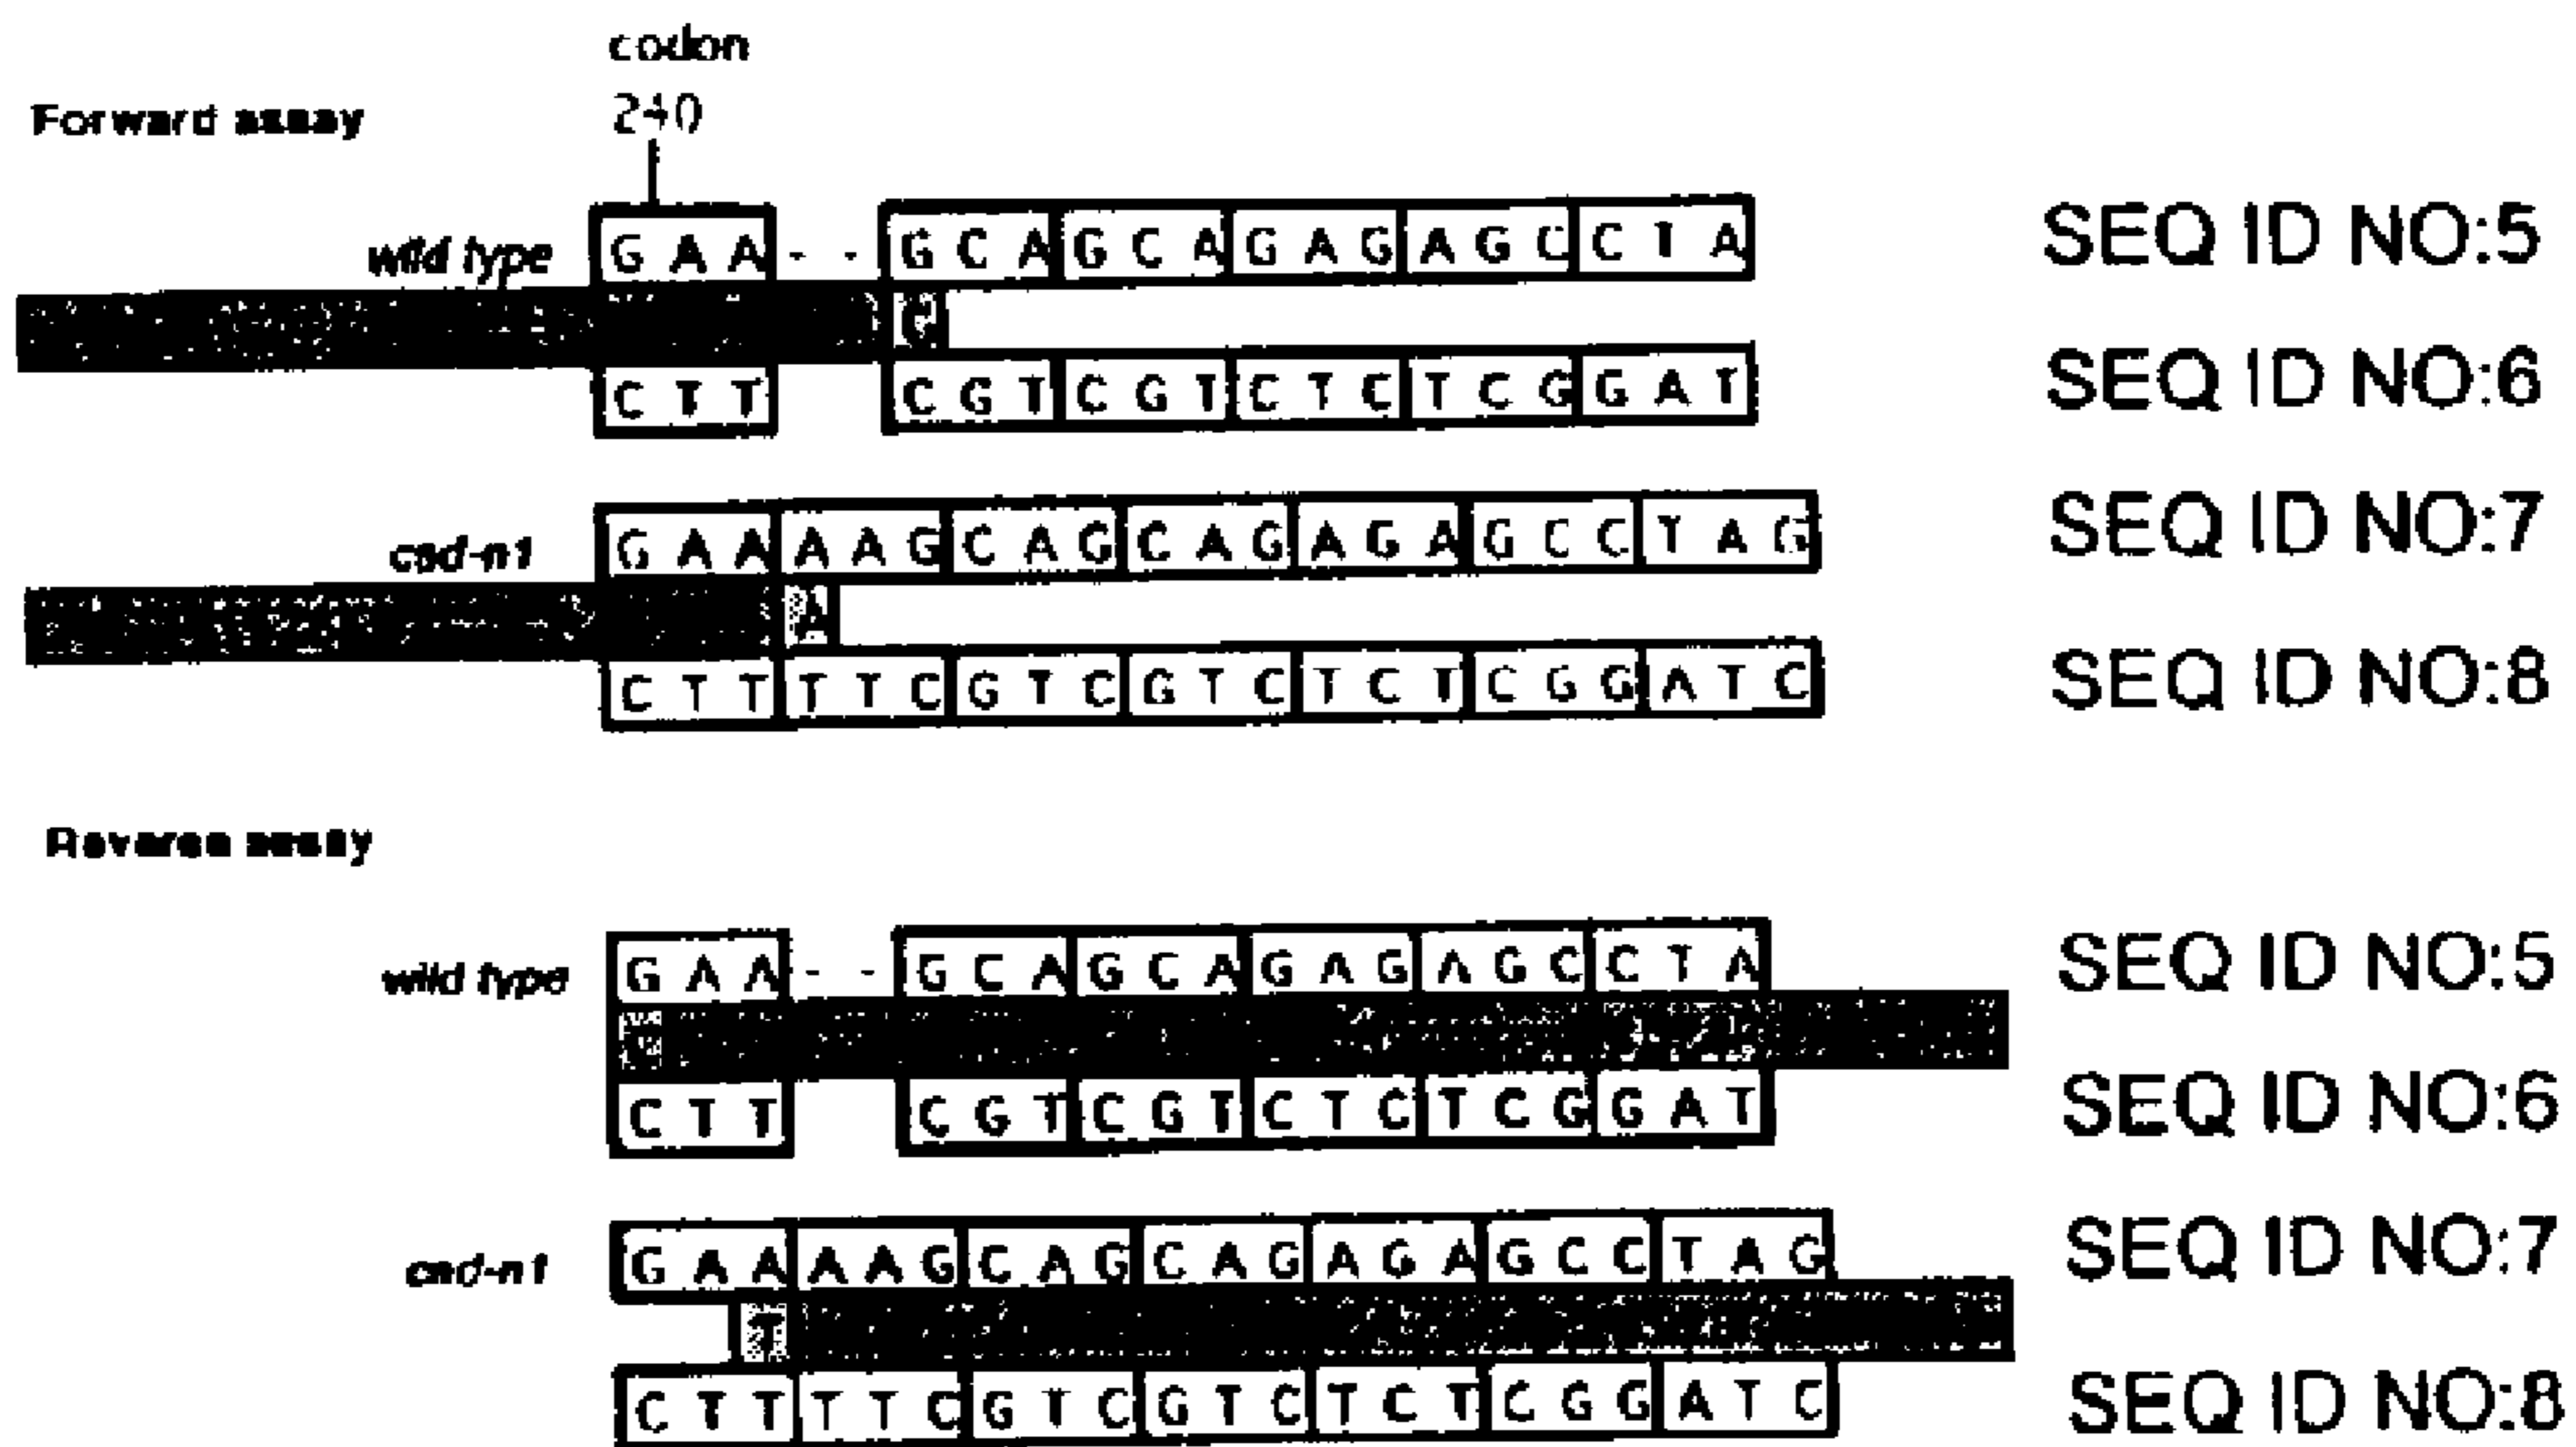 codon
Forward assay 240
wild type G A A - - G C A G C A G A G A G C C T A SEQ ID NO:5
G
C T T C G T C G T C T C T C G G A T SEQ ID NO:6
cad-n1 G A A A A G C A G C A G A G A G C C T A G SEQ ID NO:7
A
C T T T T C G T C G T C T C T C G G A T C SEQ ID NO:8
Reverse assay
wild type G A A - - G C A G C A G A G A G C C T A SEQ ID NO:5
C T T C G T C G T C T C T C G G A T SEQ ID NO:6
cad-n1 G A A A A G C A G C A G A G A G C C T A G SEQ ID NO:7
T
C T T T T C G T C G T C T C T C G G A T C SEQ ID NO:8